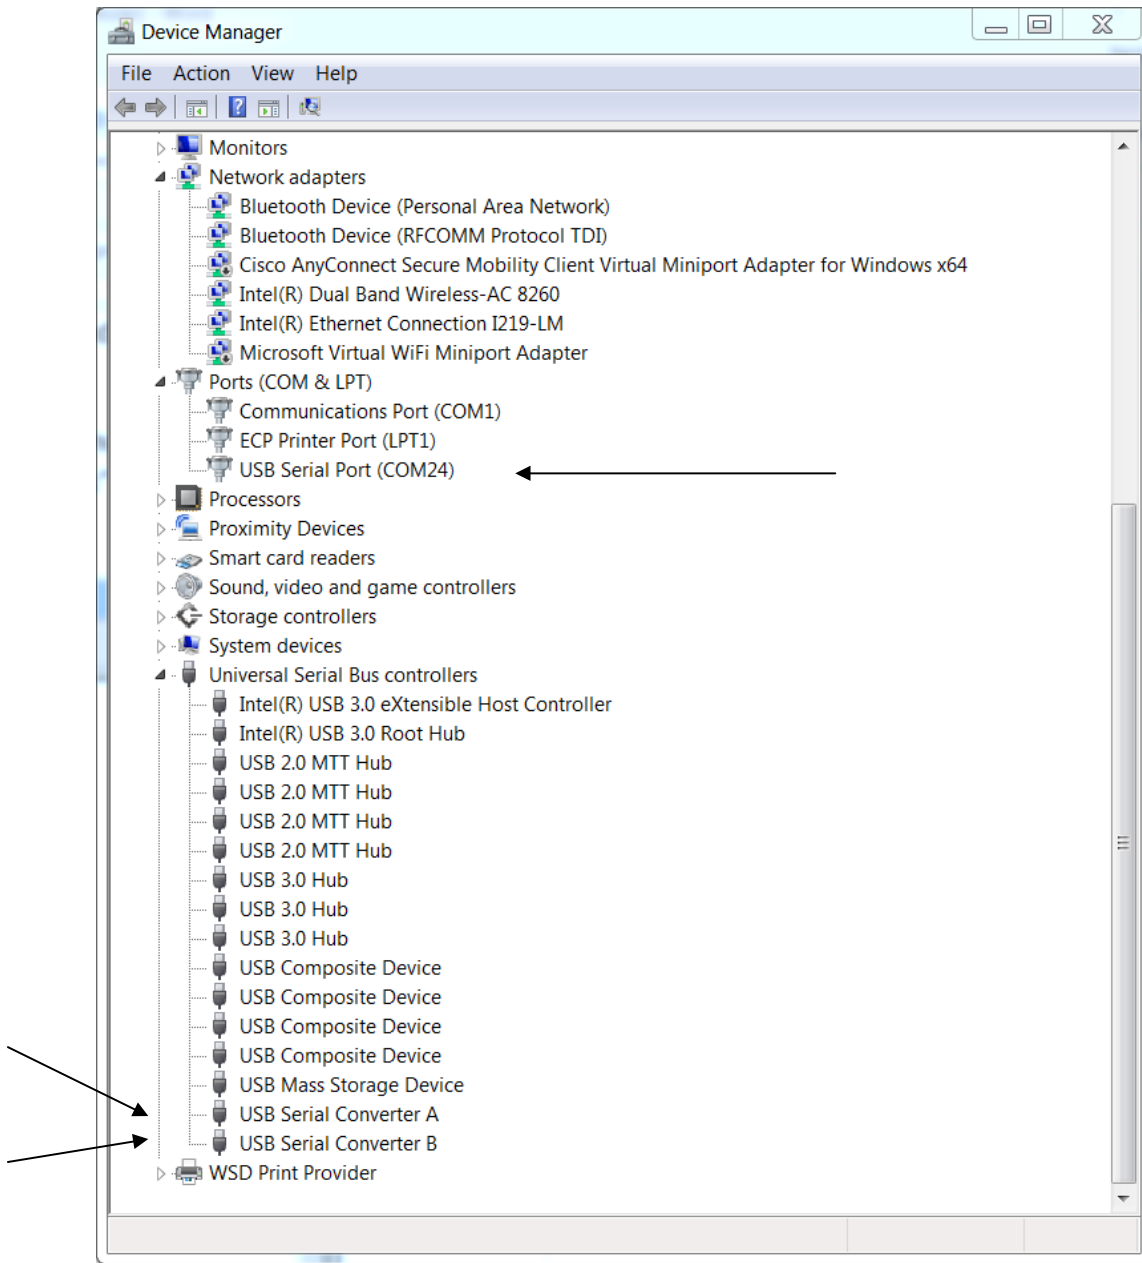 Device Manager
File Action View Help
Monitors
Network adapters
Bluetooth Device (Personal Area Network)
Bluetooth Device (RFCOMM Protocol TDI)
Cisco AnyConnect Secure Mobility Client Virtual Miniport Adapter for Windows x64
Intel(R) Dual Band Wireless-AC 8260
Intel(R) Ethernet Connection I219-LM
Microsoft Virtual WiFi Miniport Adapter
Ports (COM & LPT)
Communications Port (COM1)
ECP Printer Port (LPT1)
USB Serial Port (COM24)
Processors
Proximity Devices
Smart card readers
Sound, video and game controllers
Storage controllers
System devices
Universal Serial Bus controllers
Intel(R) USB 3.0 eXtensible Host Controller
Intel(R) USB 3.0 Root Hub
USB 2.0 MTT Hub
USB 2.0 MTT Hub
USB 2.0 MTT Hub
USB 2.0 MTT Hub
USB 3.0 Hub
USB 3.0 Hub
USB 3.0 Hub
USB Composite Device
USB Composite Device
USB Composite Device
USB Composite Device
USB Mass Storage Device
USB Serial Converter A
USB Serial Converter B
WSD Print Provider